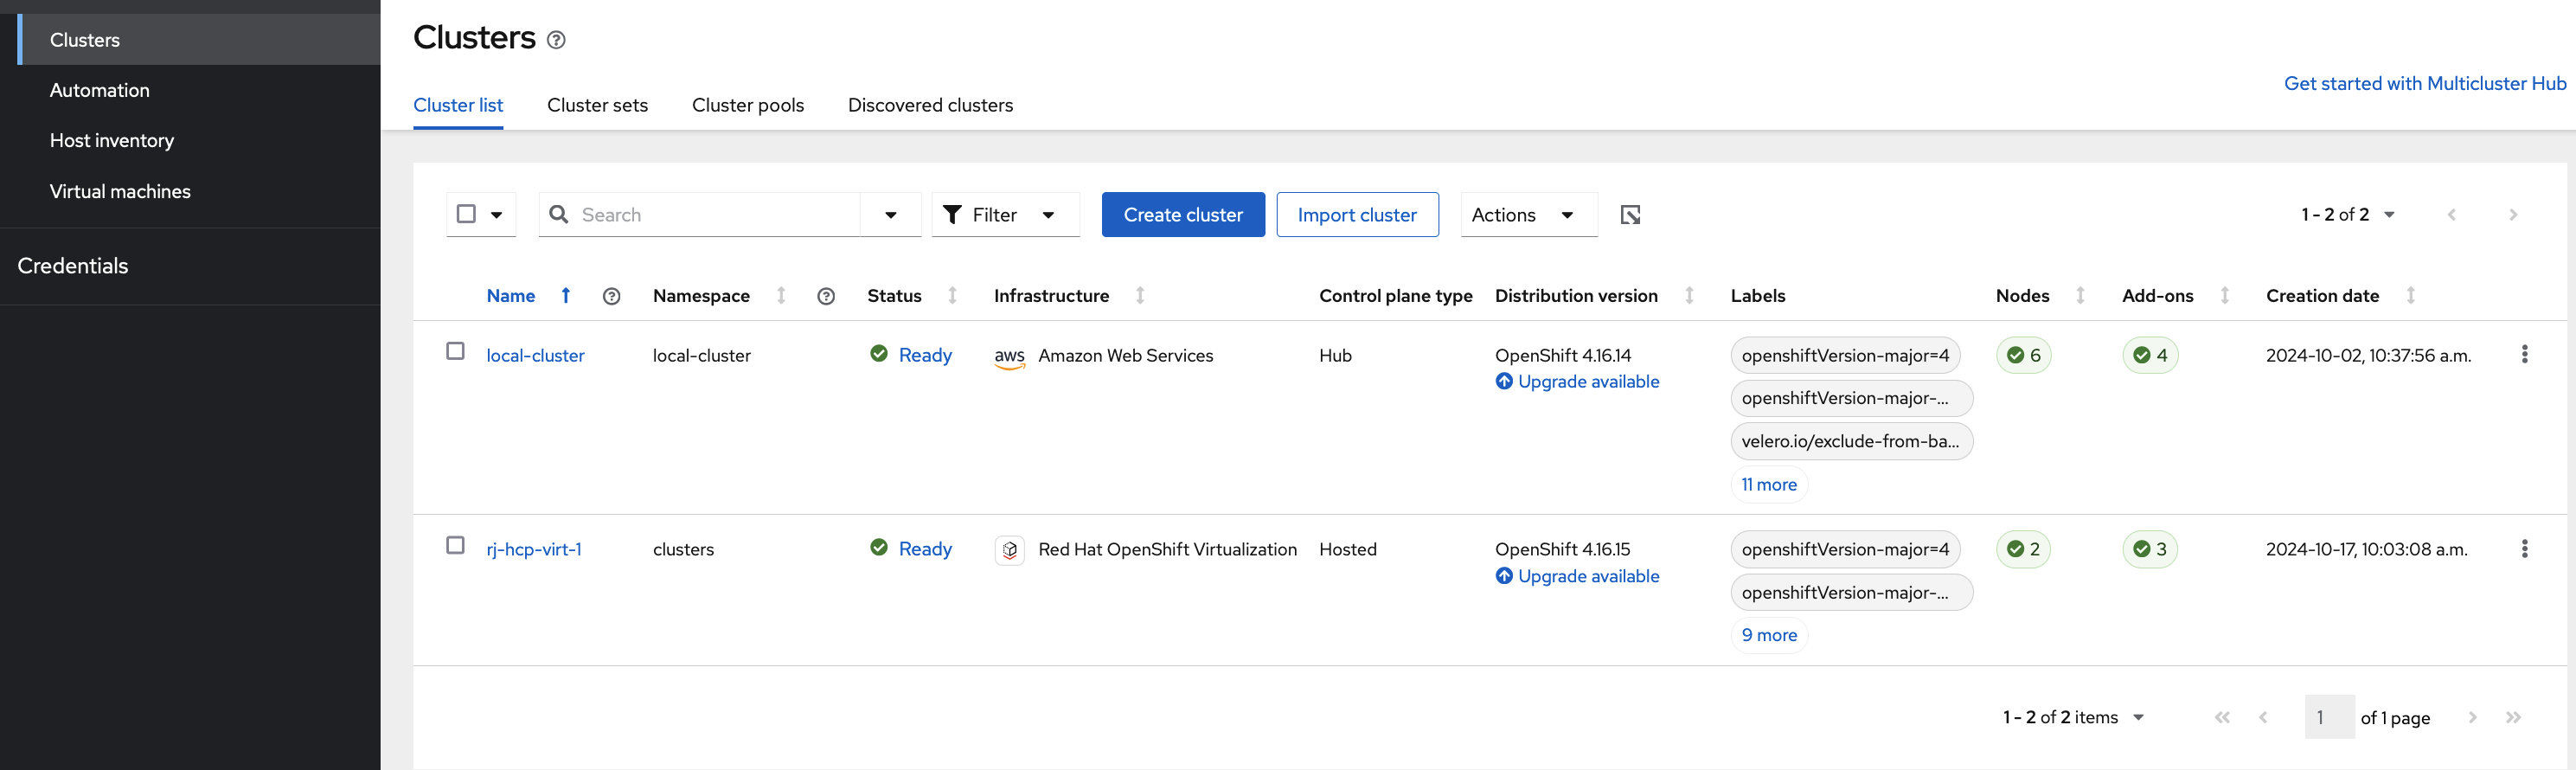 Clusters
Automation
Host inventory
Virtual machines
Credentials
Clusters
Get started with Multicluster Hub
Cluster list Cluster sets Cluster pools Discovered clusters
Search Filter Create cluster Import cluster Actions 1 - 2 of 2
Name Namespace Status Infrastructure Control plane type Distribution version Labels Nodes Add-ons Creation date
local-cluster local-cluster Ready aws Amazon Web Services Hub OpenShift 4.16.14 openshiftVersion-major=4 6 4 2024-10-02, 10:37:56 a.m.
Upgrade available
openshiftVersion-major-...
velero.io/exclude-from-ba...
11 more
rj-hcp-virt-1 clusters Ready Red Hat OpenShift Virtualization Hosted OpenShift 4.16.15 openshiftVersion-major=4 2 3 2024-10-17, 10:03:08 a.m.
Upgrade available
openshiftVersion-major-...
9 more
1 - 2 of 2 items 1 of 1 page